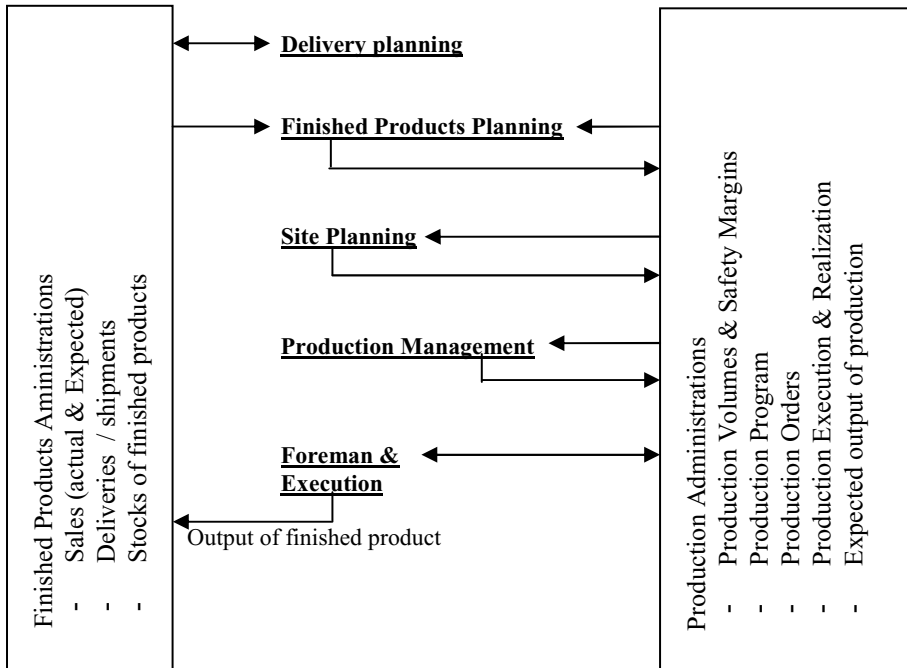 Finished Products Aministrations
- Sales (actual & Expected)
- Deliveries / shipments
- Stocks of finished products
Delivery planning
Finished Products Planning
Site Planning
Production Management
Foreman &
Execution
Output of finished product
Production Administrations
- Production Volumes & Safety Margins
- Production Program
- Production Orders
- Production Execution & Realization
- Expected output of production